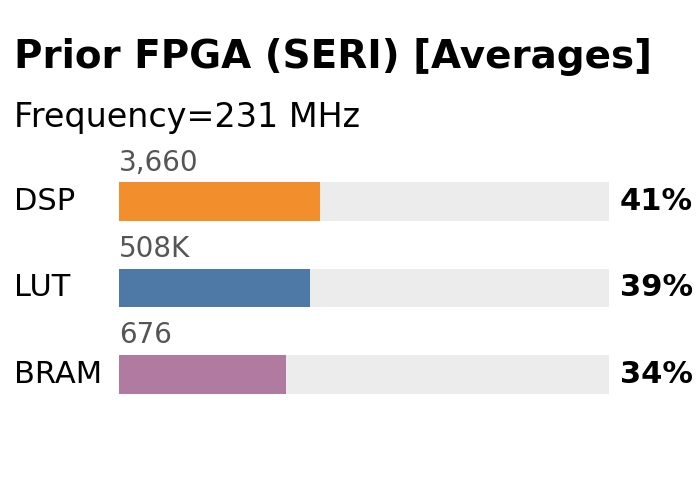 Prior FPGA (SERI) [Averages]
Frequency=231 MHz
3,660
DSP 41%
508K
LUT 39%
676
BRAM 34%